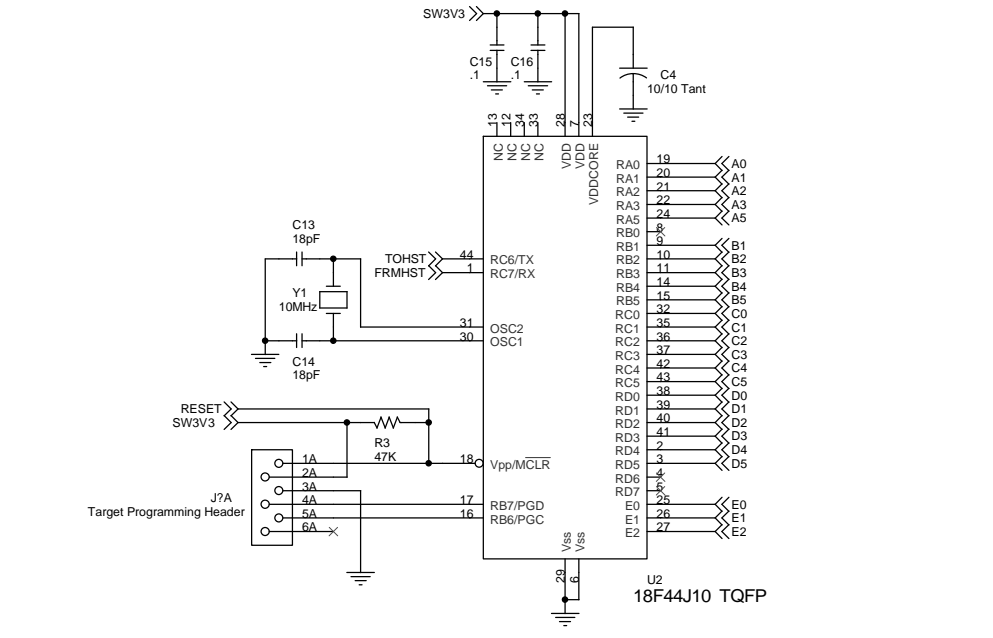 SW3V3
C15
.1
C16
.1
C4
10/10 Tant
13
12
34
33
28
7
23
NC
NC
NC
NC
VDD
VDD
VDDCORE
RA0 19 A0
RA1 20 A1
RA2 21 A2
RA3 22 A3
RA5 24 A5
RB0 8
RB1 9 B1
RB2 10 B2
RB3 11 B3
RB4 14 B4
RB5 15 B5
RC0 32 C0
RC1 35 C1
RC2 36 C2
RC3 37 C3
RC4 42 C4
RC5 43 C5
RD0 38 D0
RD1 39 D1
RD2 40 D2
RD3 41 D3
RD4 2 D4
RD5 3 D5
RD6 4
RD7 5
E0 25 E0
E1 26 E1
E2 27 E2
C13
18pF
Y1
10MHz
C14
18pF
TOHST 44 RC6/TX
FRMHST 1 RC7/RX
31 OSC2
30 OSC1
RESET
SW3V3
R3
47K
18 Vpp/MCLR
17 RB7/PGD
16 RB6/PGC
1A
2A
3A
4A
5A
6A
J?A
Target Programming Header
Vss
Vss
29
6
U2
18F44J10 TQFP